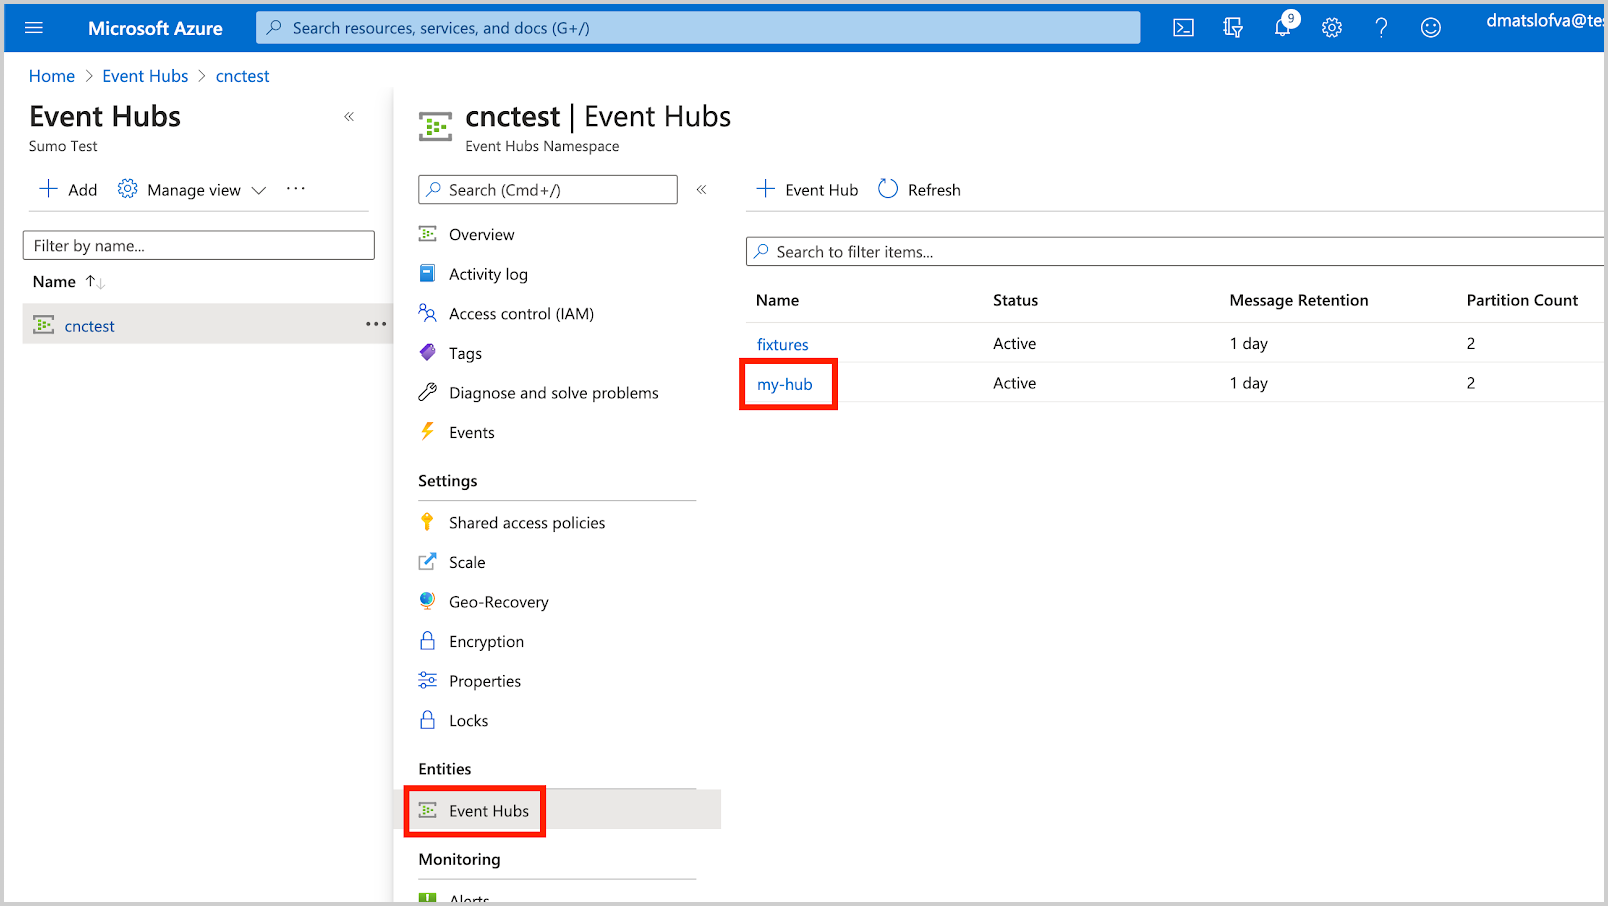 Microsoft Azure
Search resources, services, and docs (G+/)
9
dmatslofva@tes
Home > Event Hubs > cnctest
Event Hubs
Sumo Test
Add
Manage view
Filter by name...
Name
cnctest
cnctest | Event Hubs
Event Hubs Namespace
Search (Cmd+/)
Overview
Activity log
Access control (IAM)
Tags
Diagnose and solve problems
Events
Settings
Shared access policies
Scale
Geo-Recovery
Encryption
Properties
Locks
Entities
Event Hubs
Monitoring
Alerts
Event Hub
Refresh
Search to filter items...
Name Status Message Retention Partition Count
fixtures Active 1 day 2
my-hub Active 1 day 2